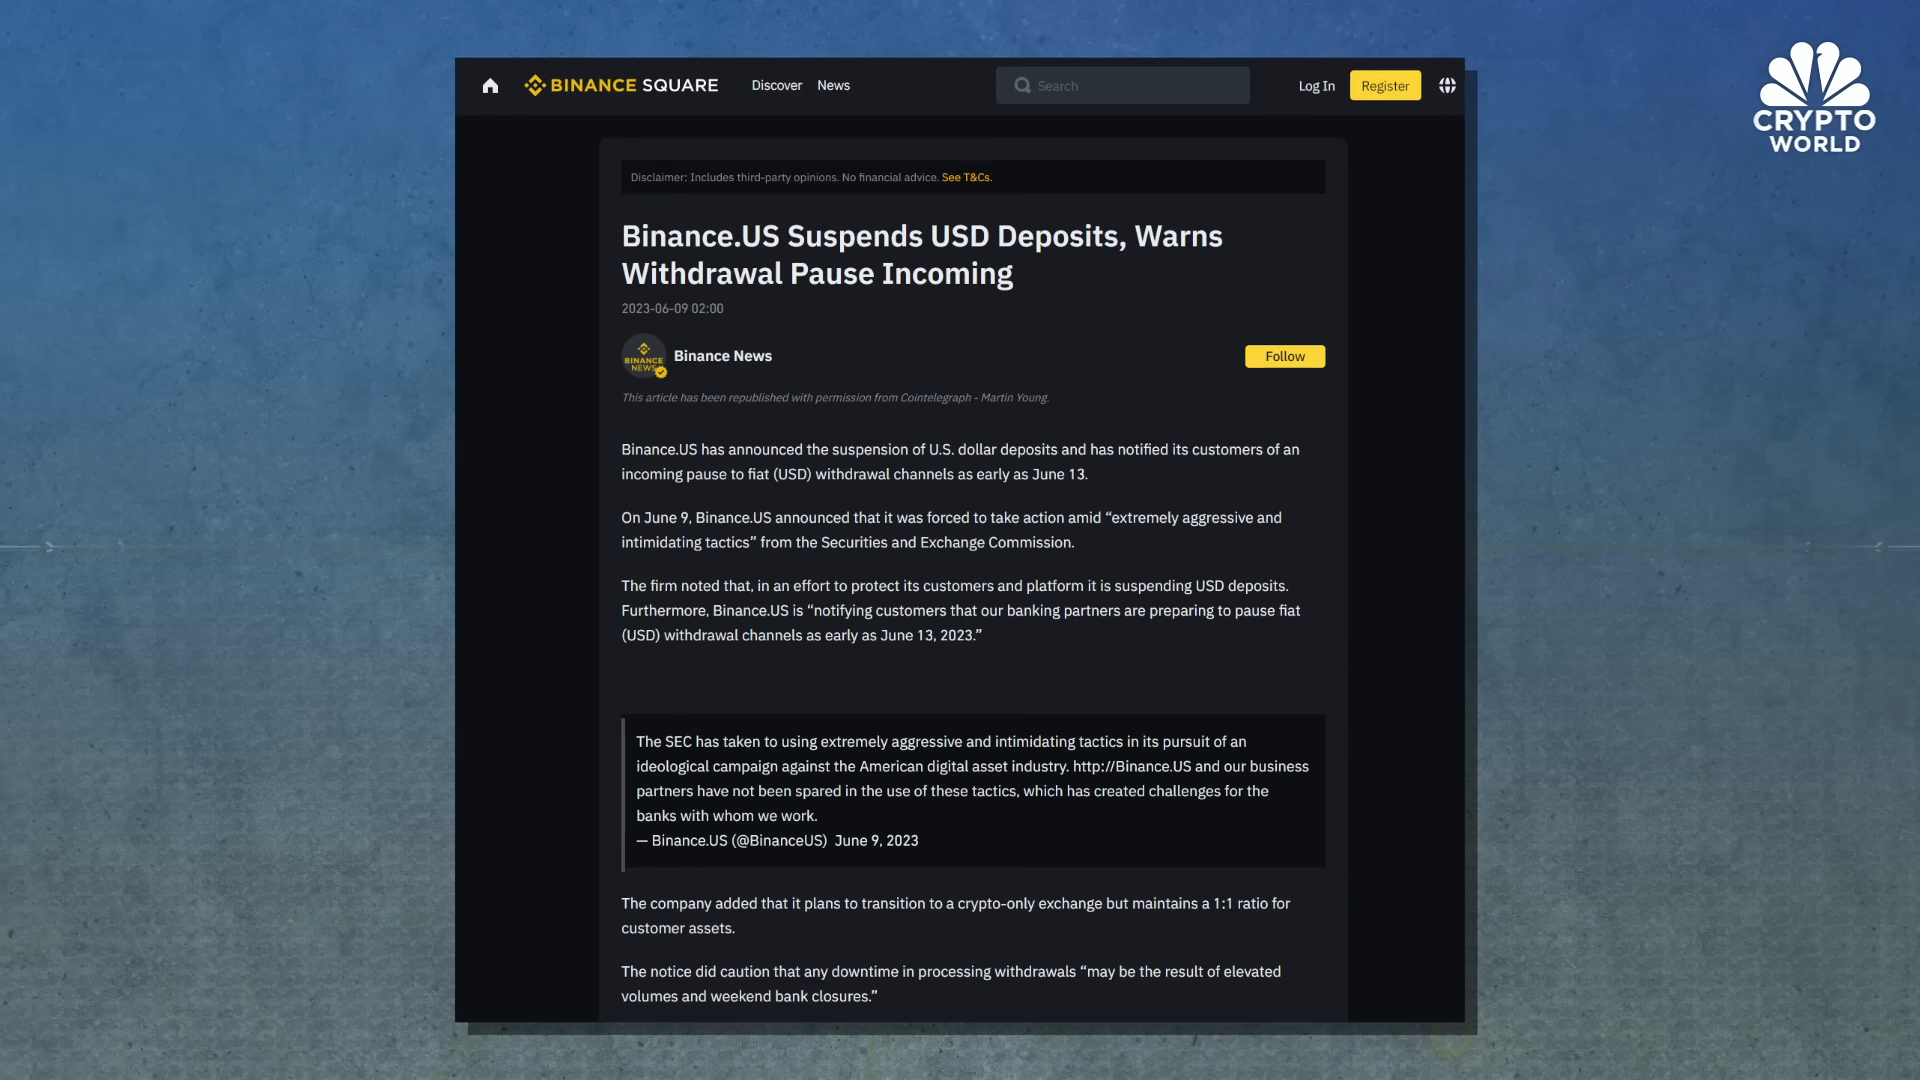 BINANCE SQUARE
Discover
News
Search
Log In
Register
CRYPTO
WORLD
Disclaimer: Includes third-party opinions. No financial advice. See T&Cs.
Binance.US Suspends USD Deposits, Warns
Withdrawal Pause Incoming
2023-06-09 02:00
BINANCE
NEWS
Binance News
Follow
This article has been republished with permission from Cointelegraph - Martin Young.
Binance.US has announced the suspension of U.S. dollar deposits and has notified its customers of an
incoming pause to fiat (USD) withdrawal channels as early as June 13.
On June 9, Binance.US announced that it was forced to take action amid “extremely aggressive and
intimidating tactics” from the Securities and Exchange Commission.
The firm noted that, in an effort to protect its customers and platform it is suspending USD deposits.
Furthermore, Binance.US is “notifying customers that our banking partners are preparing to pause fiat
(USD) withdrawal channels as early as June 13, 2023.”
The SEC has taken to using extremely aggressive and intimidating tactics in its pursuit of an
ideological campaign against the American digital asset industry. http://Binance.US and our business
partners have not been spared in the use of these tactics, which has created challenges for the
banks with whom we work.
— Binance.US (@BinanceUS) June 9, 2023
The company added that it plans to transition to a crypto-only exchange but maintains a 1:1 ratio for
customer assets.
The notice did caution that any downtime in processing withdrawals “may be the result of elevated
volumes and weekend bank closures.”